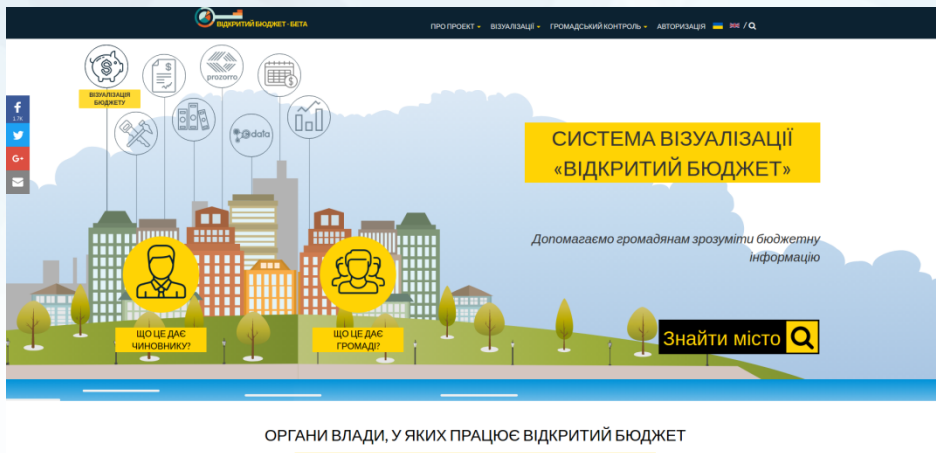 ВІДКРИТИЙ БЮДЖЕТ - БЕТА
ПРО ПРОЕКТ ВІЗУАЛІЗАЦІЇ ГРОМАДСЬКИЙ КОНТРОЛЬ АВТОРИЗАЦІЯ /
prozorro
ВІЗУАЛІЗАЦІЯ
БЮДЖЕТУ
f
1.7K
G+
e-data
СИСТЕМА ВІЗУАЛІЗАЦІЇ
«ВІДКРИТИЙ БЮДЖЕТ»
Допомагаємо громадянам зрозуміти бюджетну
інформацію
ЩО ЦЕ ДАЄ
ЧИНОВНИКУ?
ЩО ЦЕ ДАЄ
ГРОМАДІ?
Знайти місто
ОРГАНИ ВЛАДИ, У ЯКИХ ПРАЦЮЄ ВІДКРИТИЙ БЮДЖЕТ